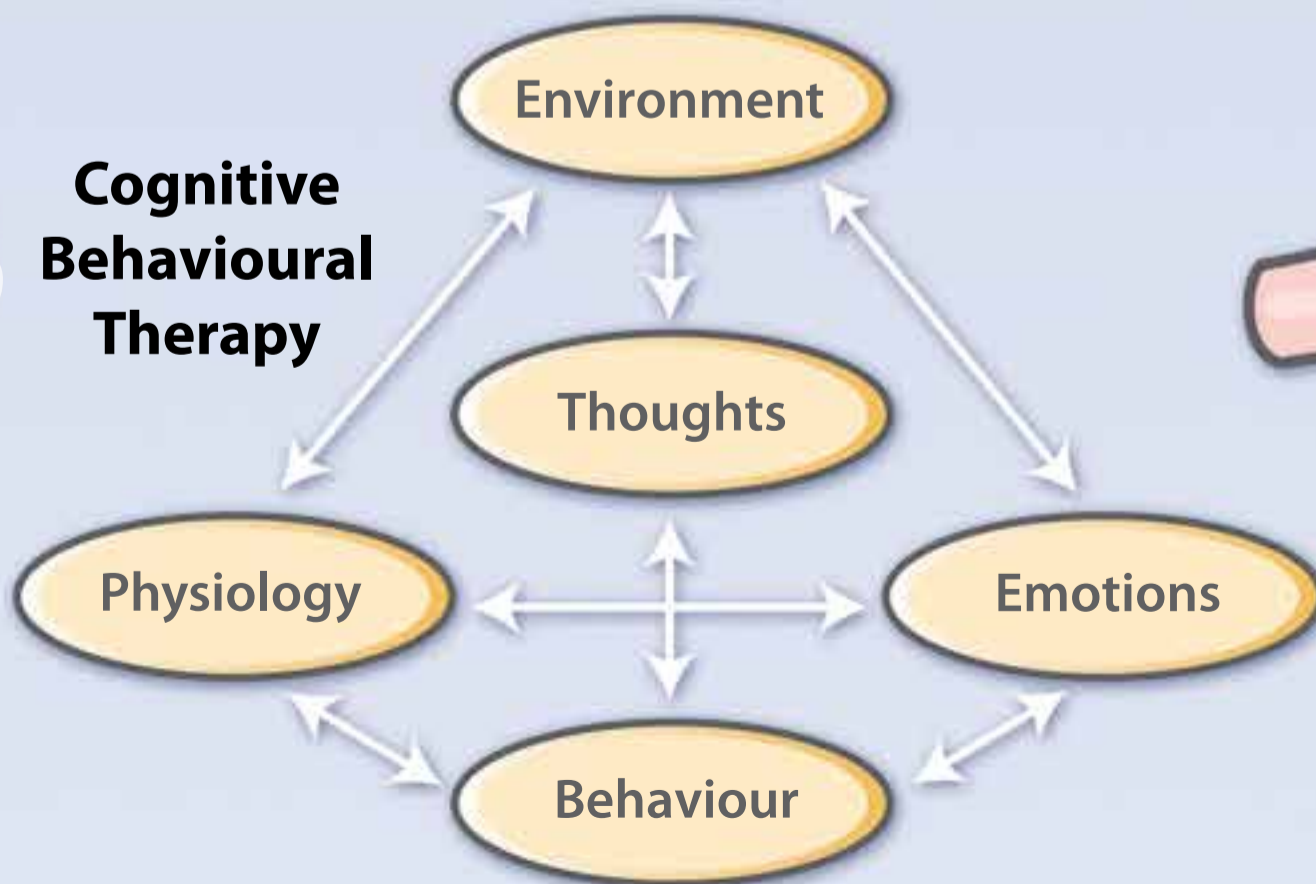 Environment
Cognitive
Behavioural
Therapy
Thoughts
Physiology
Emotions
Behaviour